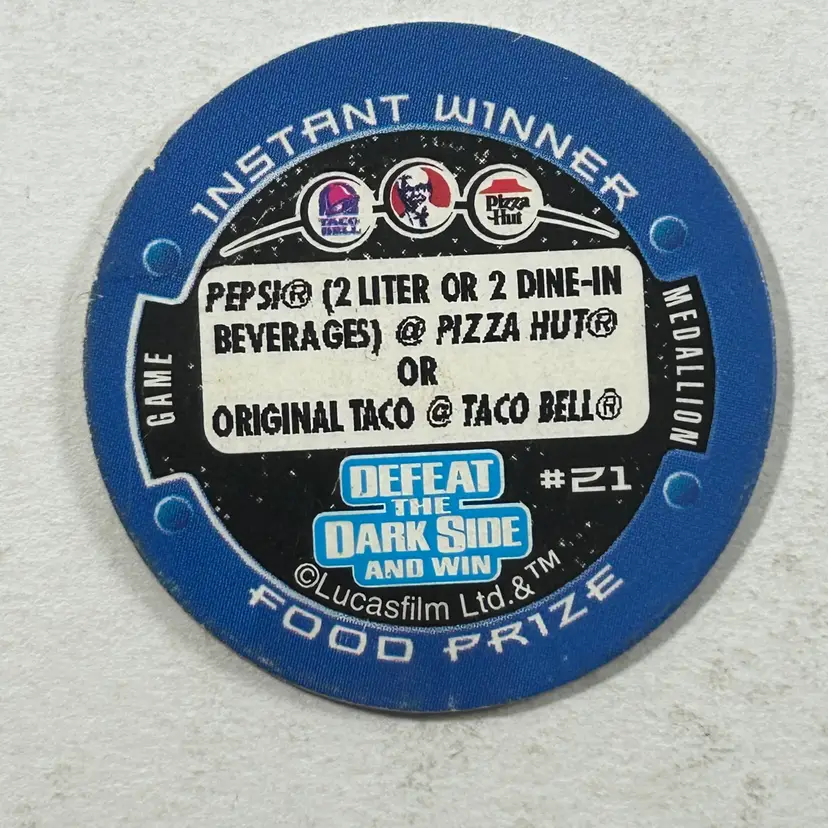 INSTANT WINNER
TACO BELL
Pizza Hut
PEPSI® (2 LITER OR 2 DINE-IN
BEVERAGES) @ PIZZA HUT®
OR
ORIGINAL TACO @ TACO BELL®
GAME
MEDALLION
DEFEAT
THE
DARK SIDE
AND WIN
#21
©Lucasfilm Ltd.&™
FOOD PRIZE